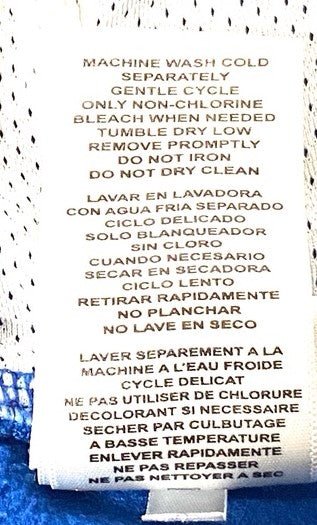 MACHINE WASH COLD
SEPARATELY
GENTLE CYCLE
ONLY NON-CHLORINE
BLEACH WHEN NEEDED
TUMBLE DRY LOW
REMOVE PROMPTLY
DO NOT IRON
DO NOT DRY CLEAN
LAVAR EN LAVADORA
CON AGUA FRIA SEPARADO
CICLO DELICADO
SOLO BLANQUEADOR
SIN CLORO
CUANDO NECESARIO
SECAR EN SECADORA
CICLO LENTO
RETIRAR RAPIDAMENTE
NO PLANCHAR
NO LAVE EN SECO
LAVER SEPAREMENT A LA
MACHINE A L'EAU FROIDE
CYCLE DELICAT
NE PAS UTILISER DE CHLORURE
DECOLORANT SI NECESSAIRE
SECHER PAR CULBUTAGE
A BASSE TEMPERATURE
ENLEVER RAPIDAMENTE
NE PAS REPASSER
NE PAS NETTOYER A SEC